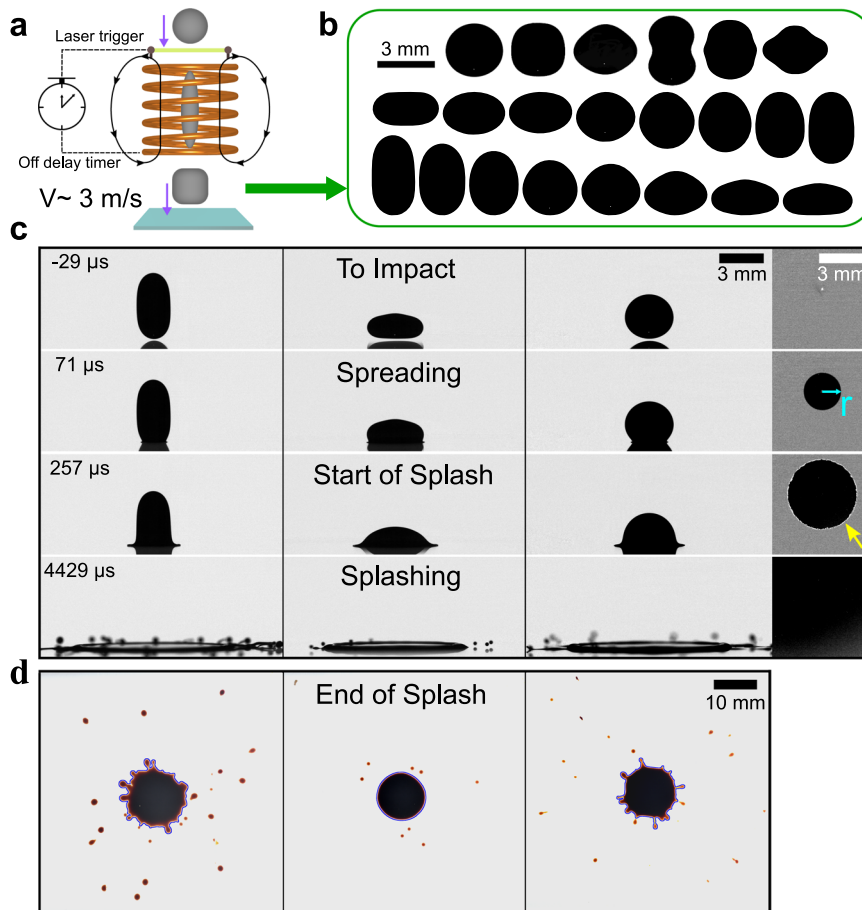 a
Laser trigger
Off delay timer
V~ 3 m/s
b
3 mm
c
-29 µs
To Impact
3 mm
3 mm
71 µs
Spreading
r
257 µs
Start of Splash
4429 µs
Splashing
d
End of Splash
10 mm